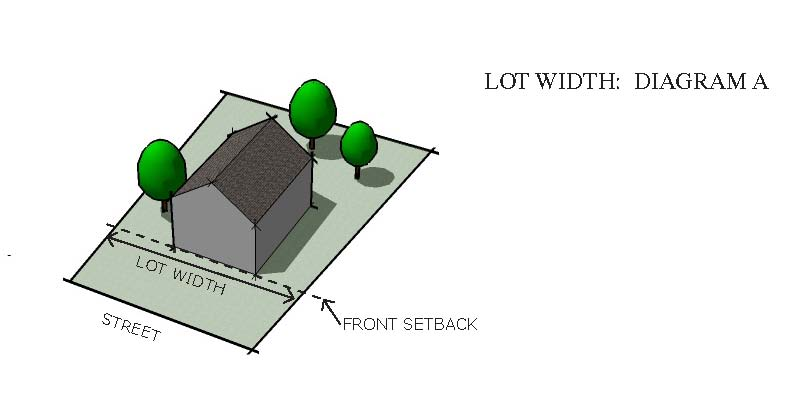 LOT WIDTH: DIAGRAM A
LOT WIDTH
STREET
FRONT SETBACK